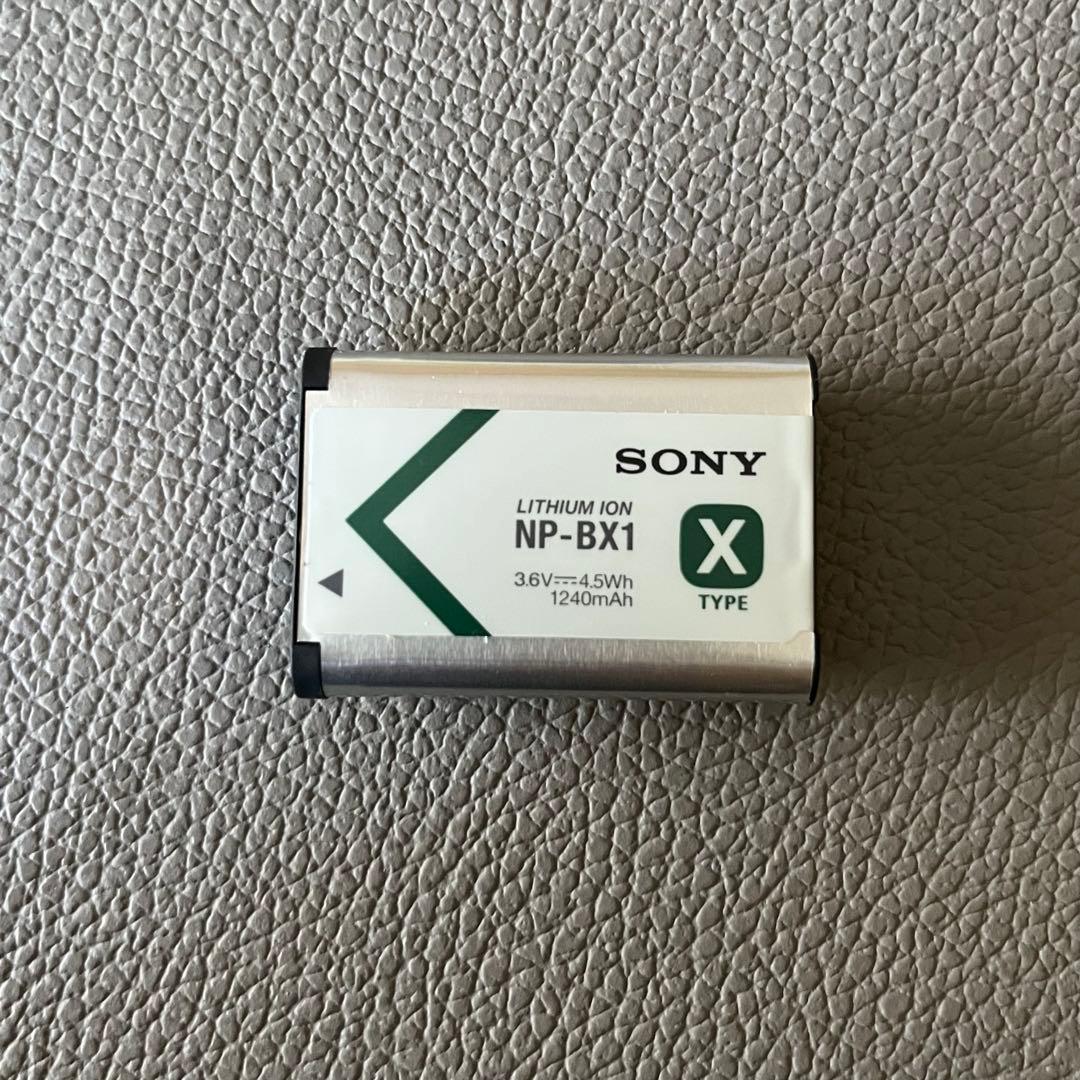 SONY
LITHIUM ION
NP-BX1
X
3.6V⎓4.5Wh
1240mAh
TYPE